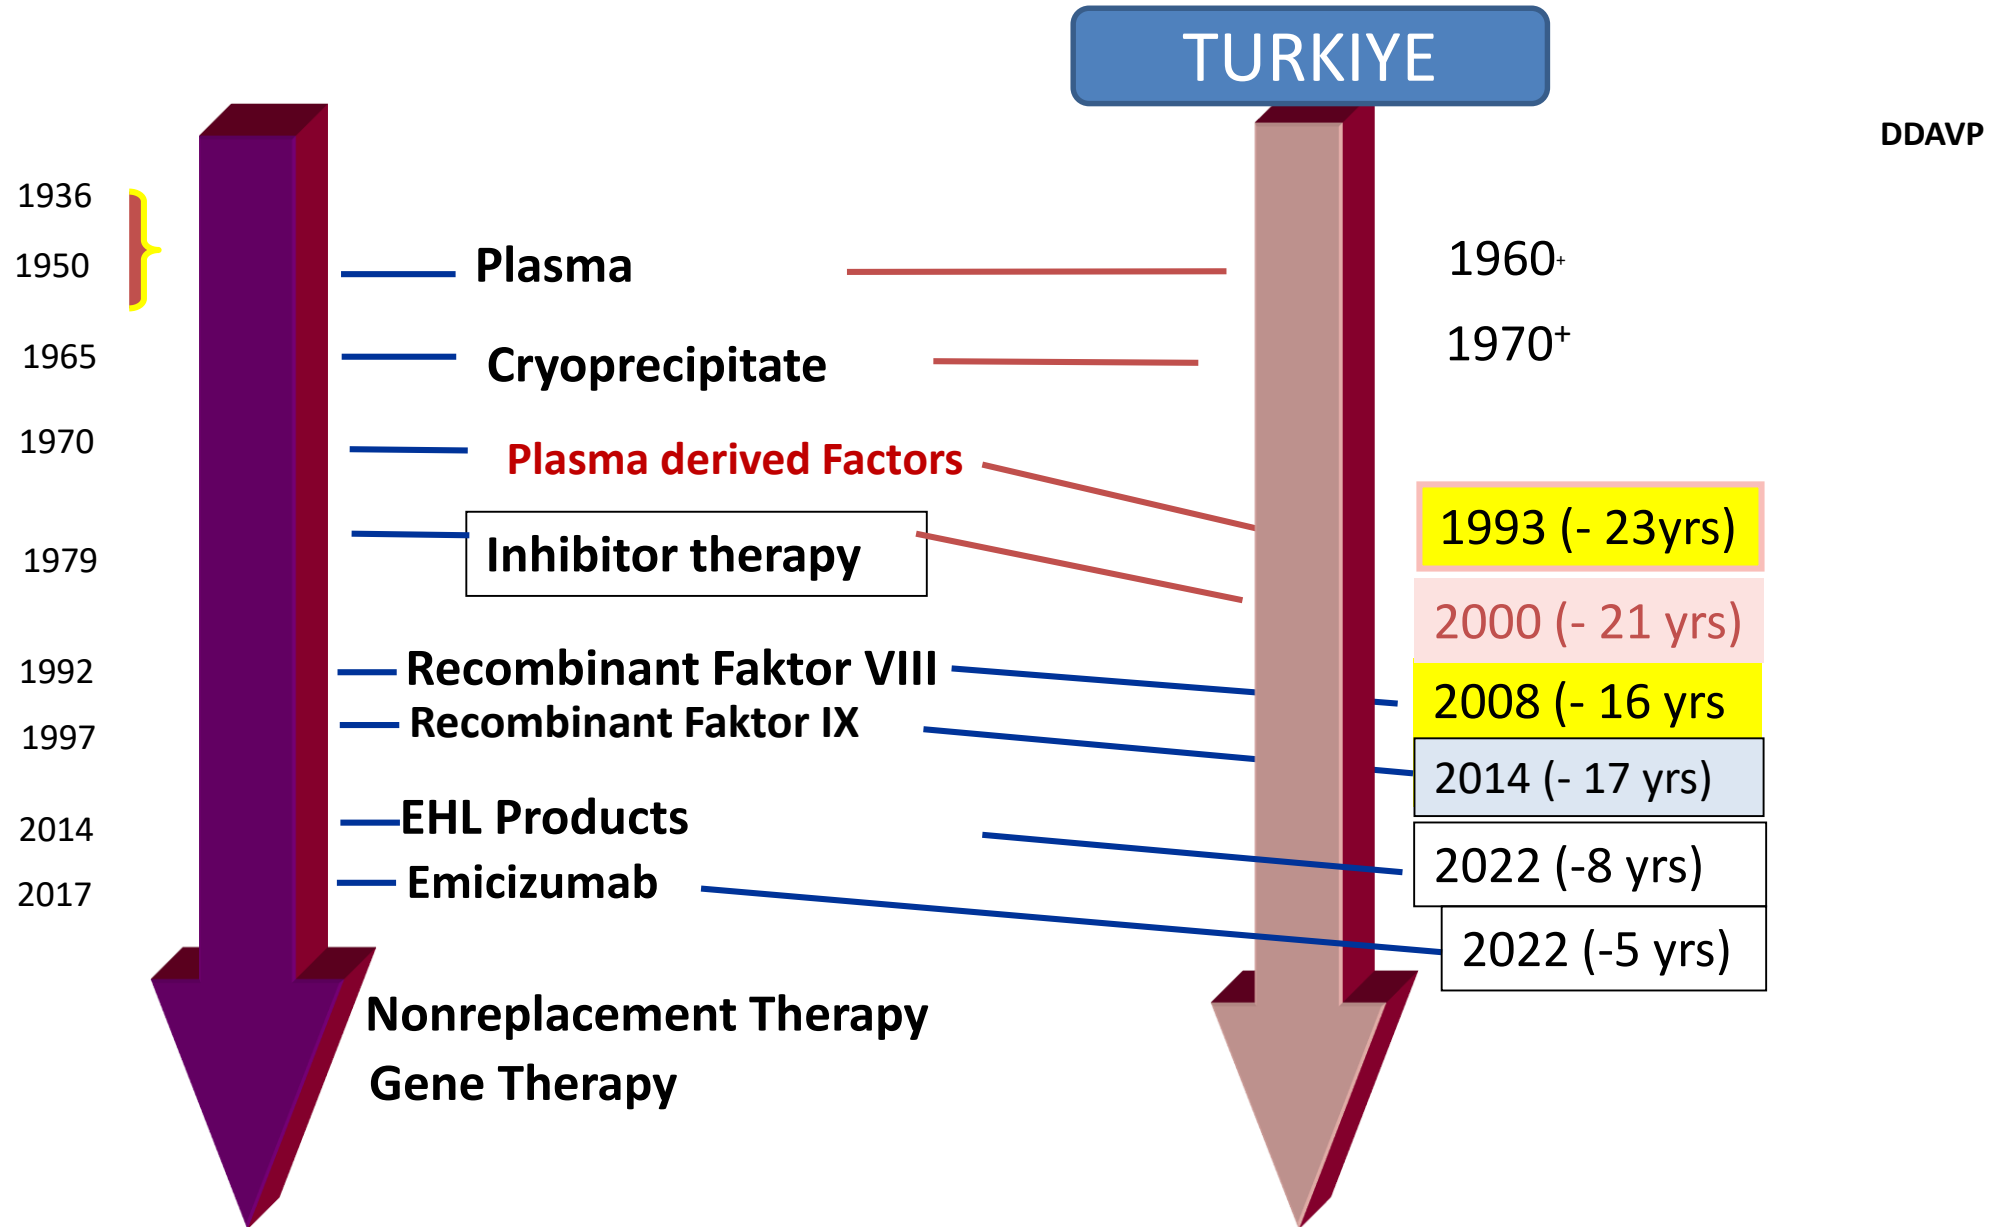 TURKIYE
DDAVP
1936
1950
Plasma
1960+
1965
Cryoprecipitate
1970+
1970
Plasma derived Factors
1993 (- 23yrs)
1979
Inhibitor therapy
2000 (- 21 yrs)
1992
Recombinant Faktor VIII
2008 (- 16 yrs
1997
Recombinant Faktor IX
2014 (- 17 yrs)
2014
EHL Products
2022 (-8 yrs)
2017
Emicizumab
2022 (-5 yrs)
Nonreplacement Therapy
Gene Therapy